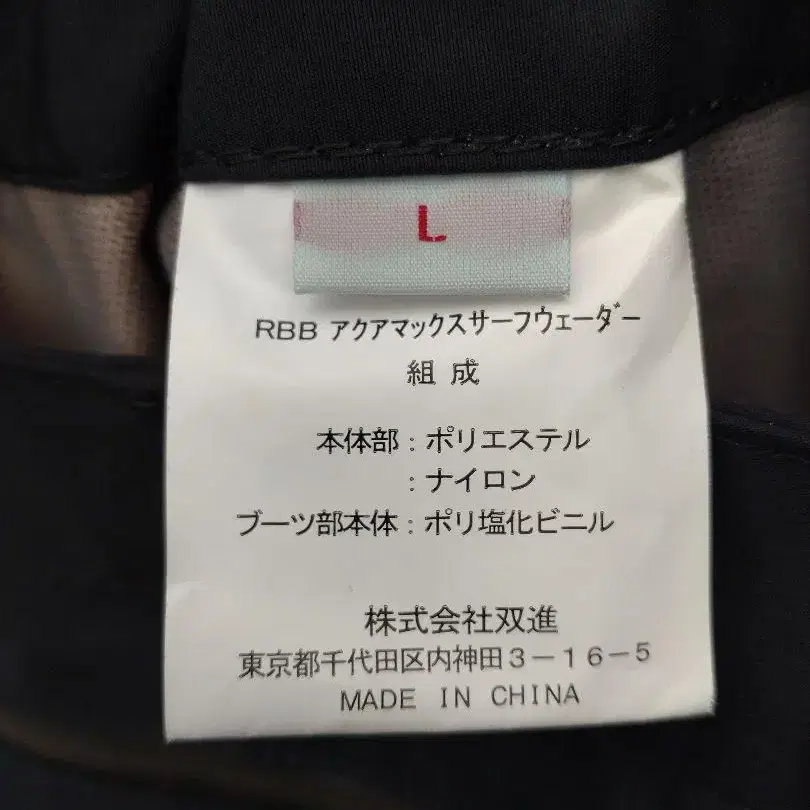 L
RBB アクアマックスサーフウェーダー
組成
本体部：ポリエステル
：ナイロン
ブーツ部本体：ポリ塩化ビニル
株式会社双進
東京都千代田区内神田３－１６－５
MADE IN CHINA